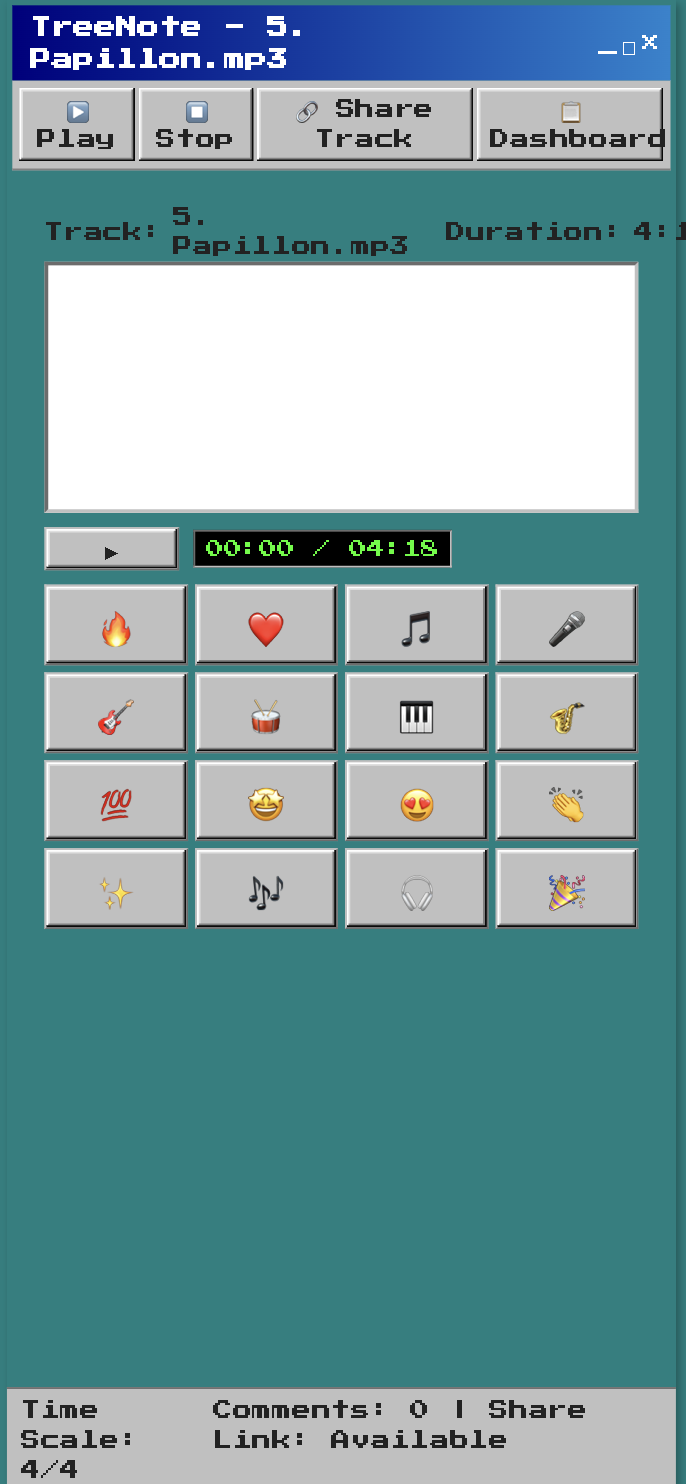 TreeNote - 5.
Papillon.mp3
Play
Stop
Share
Track
Dashboard
Track:
5.
Papillon.mp3
Duration: 4:1
00:00 / 04:18
100
Time
Scale:
4/4
Comments: 0 | Share
Link: Available